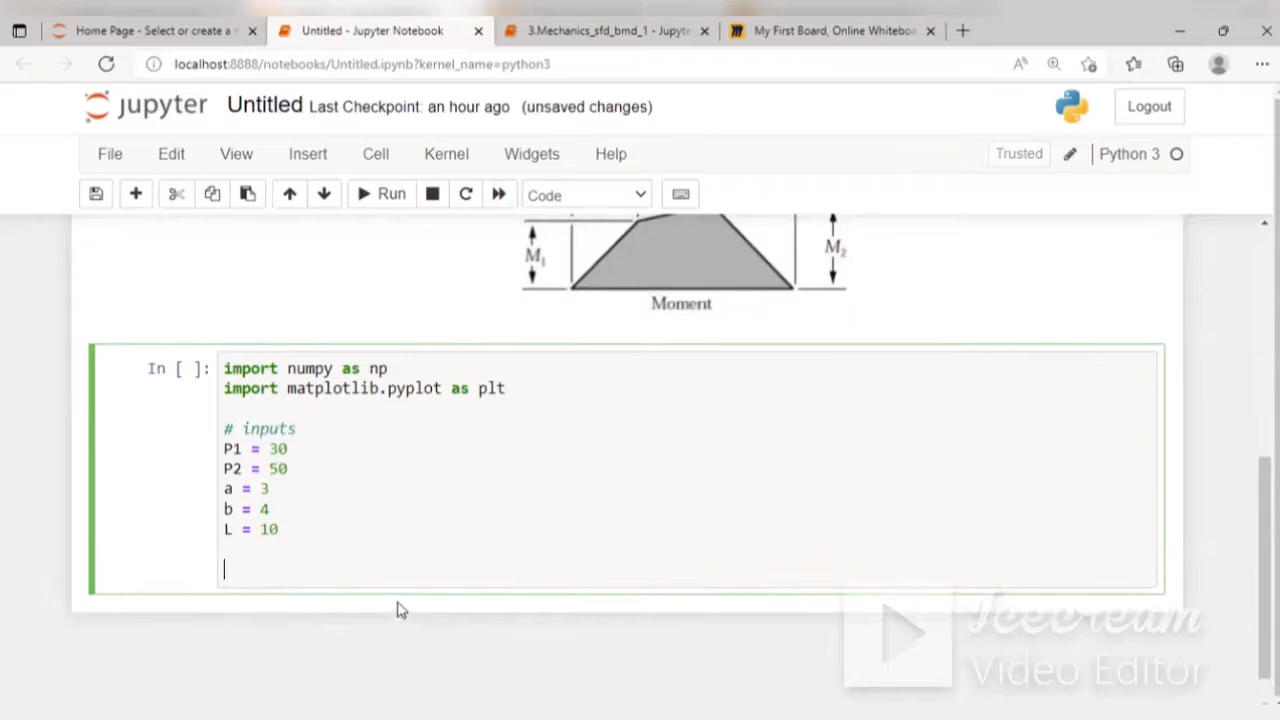 Home Page - Select or create a n
Untitled - Jupyter Notebook
3.Mechanics_sfd_bmd_1 - Jupyte
My First Board, Online Whiteboa
localhost:8888/notebooks/Untitled.ipynb?kernel_name=python3
jupyter Untitled Last Checkpoint: an hour ago (unsaved changes)
Logout
File Edit View Insert Cell Kernel Widgets Help
Trusted
Python 3
Run
Code
M1
M2
Moment
In [ ]:
import numpy as np
import matplotlib.pyplot as plt
# inputs
P1 = 30
P2 = 50
a = 3
b = 4
L = 10
Icecream
Video Editor